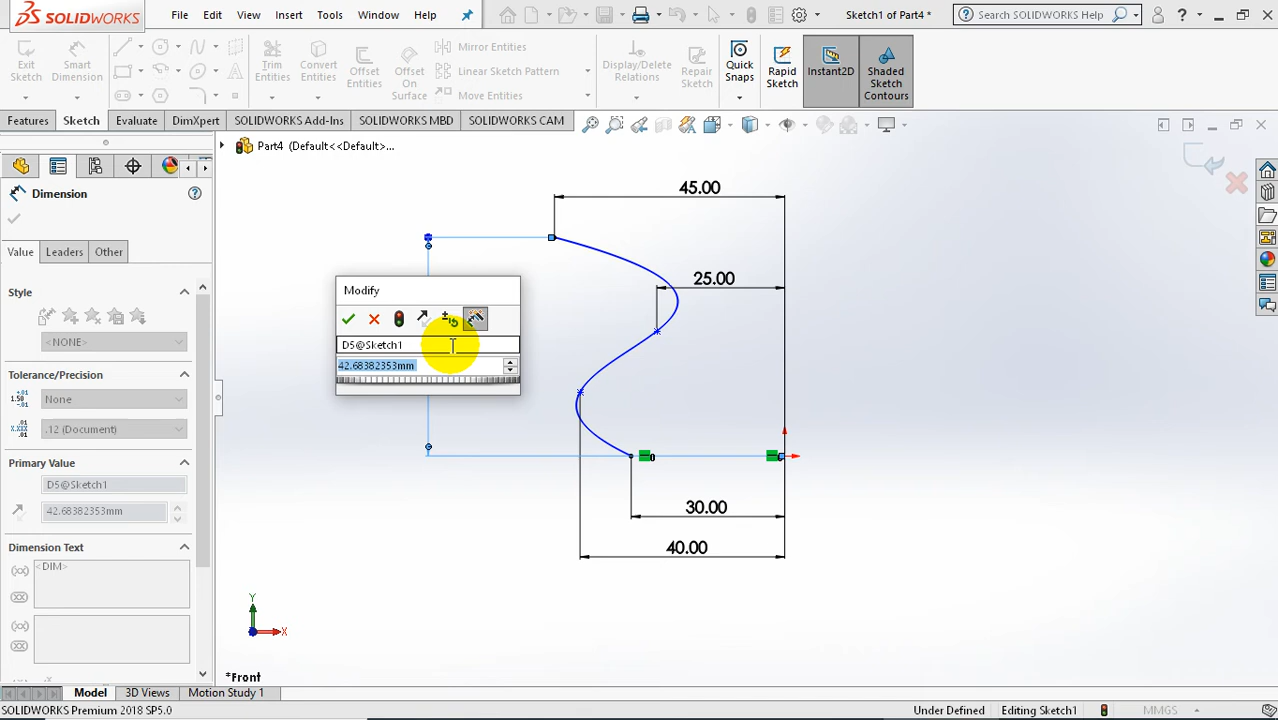 SOLIDWORKS
File
Edit
View
Insert
Tools
Window
Help
Sketch1 of Part4 *
Search SOLIDWORKS Help
Exit
Sketch
Smart
Dimension
Trim
Entities
Convert
Entities
Offset
Entities
Offset
On
Surface
Mirror Entities
Linear Sketch Pattern
Move Entities
Display/Delete
Relations
Repair
Sketch
Quick
Snaps
Rapid
Sketch
Instant2D
Shaded
Sketch
Contours
Features
Sketch
Evaluate
DimXpert
SOLIDWORKS Add-Ins
SOLIDWORKS MBD
SOLIDWORKS CAM
Part4 (Default<<Default>...
Dimension
Value
Leaders
Other
Style
<NONE>
Tolerance/Precision
None
.12 (Document)
Primary Value
D5@Sketch1
42.68382353mm
Dimension Text
<DIM>
Modify
D5@Sketch1
42.68382353mm
45.00
25.00
30.00
40.00
Y
X
*Front
Model
3D Views
Motion Study 1
SOLIDWORKS Premium 2018 SP5.0
Under Defined
Editing Sketch1
MMGS